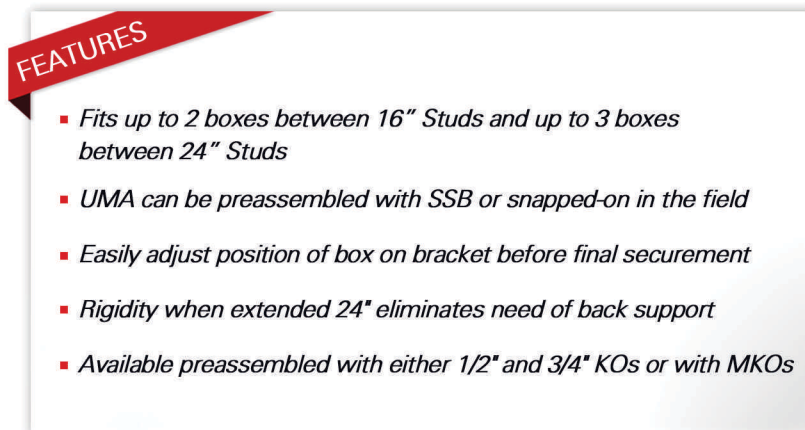 FEATURES
▪ Fits up to 2 boxes between 16” Studs and up to 3 boxes
between 24” Studs
▪ UMA can be preassembled with SSB or snapped-on in the field
▪ Easily adjust position of box on bracket before final securement
▪ Rigidity when extended 24" eliminates need of back support
▪ Available preassembled with either 1/2" and 3/4" KOs or with MKOs